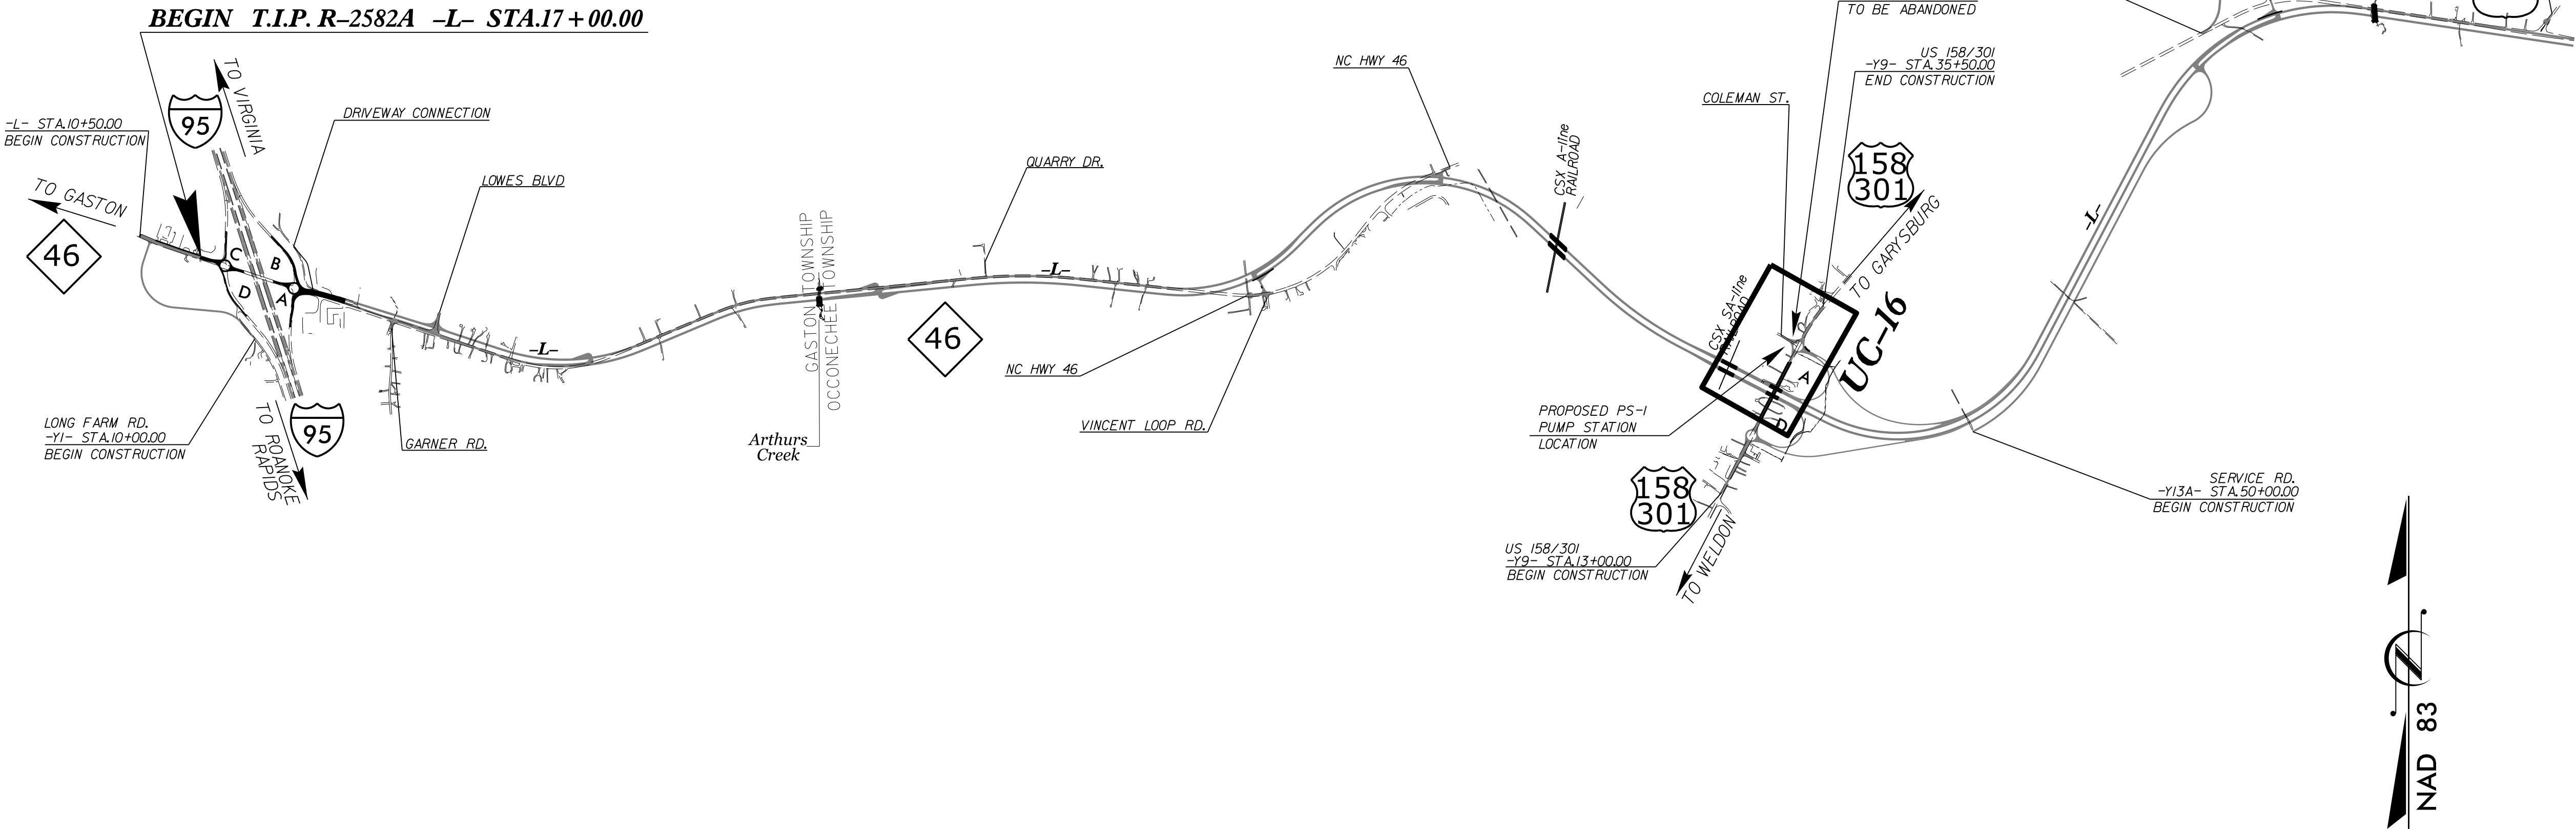 BEGIN T.I.P. R–2582A –L– STA.17+00.00
TO BE ABANDONED
US 158/301
-Y9- STA.35+50.00
END CONSTRUCTION
NC HWY 46
COLEMAN ST.
TO VIRGINIA
95
DRIVEWAY CONNECTION
-L- STA.10+50.00
BEGIN CONSTRUCTION
CSX A-line
RAILROAD
158
301
QUARRY DR.
LOWES BLVD
TO GASTON
46
C
B
D
A
GASTON TOWNSHIP
OCCONECHEE TOWNSHIP
–L–
TO GARYSBURG
–L–
CSX SA-line
RAILROAD
UC–16
46
–L–
NC HWY 46
A
D
LONG FARM RD.
-Y1- STA.10+00.00
BEGIN CONSTRUCTION
TO ROANOKE
RAPIDS
95
GARNER RD.
Arthurs
Creek
VINCENT LOOP RD.
PROPOSED PS-1
PUMP STATION
LOCATION
158
301
SERVICE RD.
-Y13A- STA.50+00.00
BEGIN CONSTRUCTION
US 158/301
-Y9- STA.13+00.00
BEGIN CONSTRUCTION
TO WELDON
NAD 83